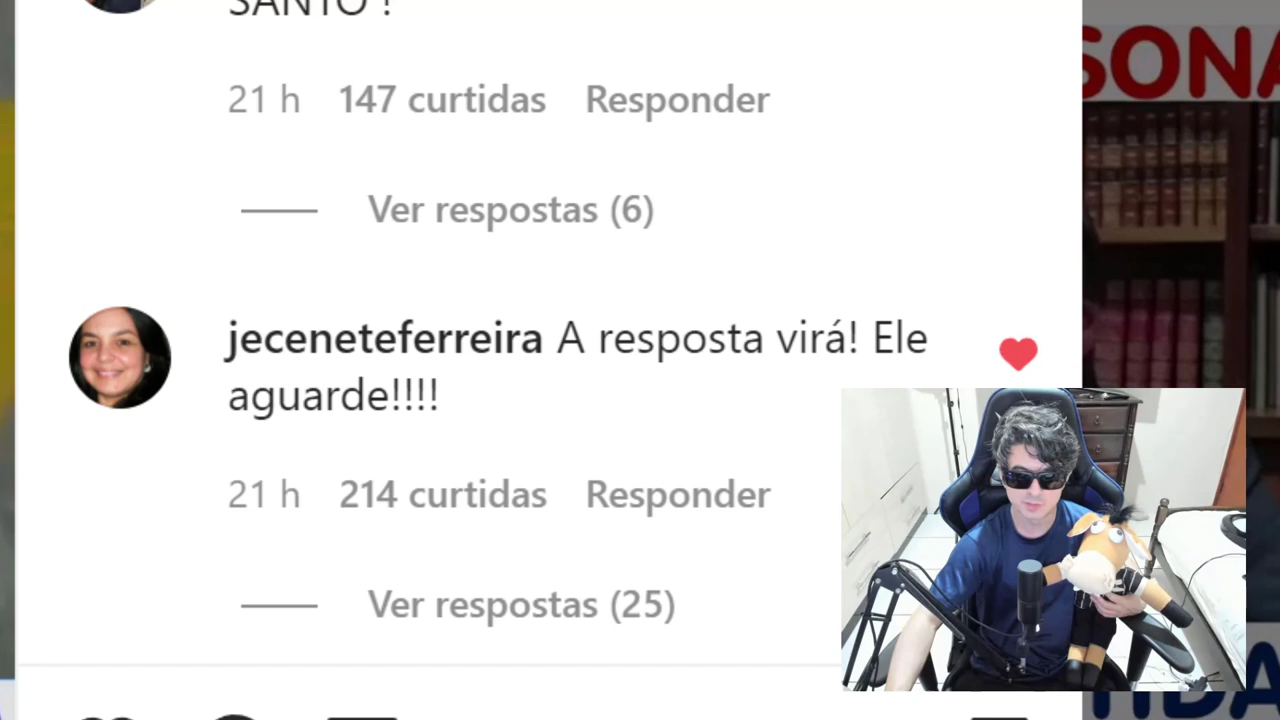 SANTO !
SONA
21 h 147 curtidas Responder
Ver respostas (6)
jeceneteferreira A resposta virá! Ele
aguarde!!!!
21 h 214 curtidas Responder
Ver respostas (25)